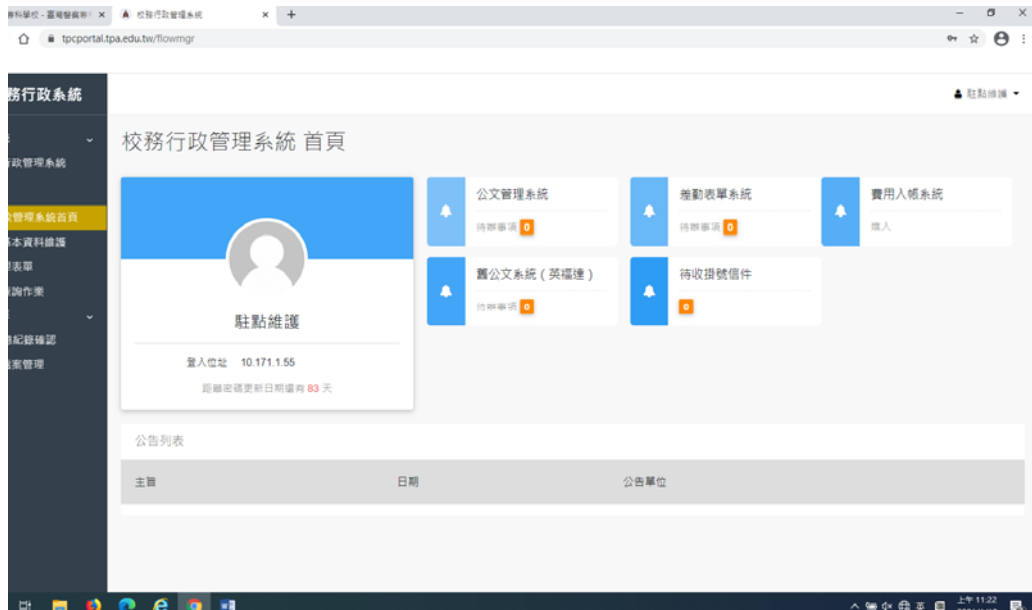 校務行政管理系統
tpcportal.tpa.edu.tw/flowmgr
務行政系統
駐點維護
行政管理系統
管理系統首頁
本資料維護
表單
詢作業
紀錄確認
案管理
校務行政管理系統 首頁
駐點維護
登入位址 10.171.1.55
距離密碼更新日期還有 83 天
公文管理系統
待辦事項 0
差勤表單系統
待辦事項 0
費用入帳系統
進入
舊公文系統（英福達）
待辦事項 0
待收掛號信件
0
公告列表
主旨 日期 公告單位
英
上午 11:22